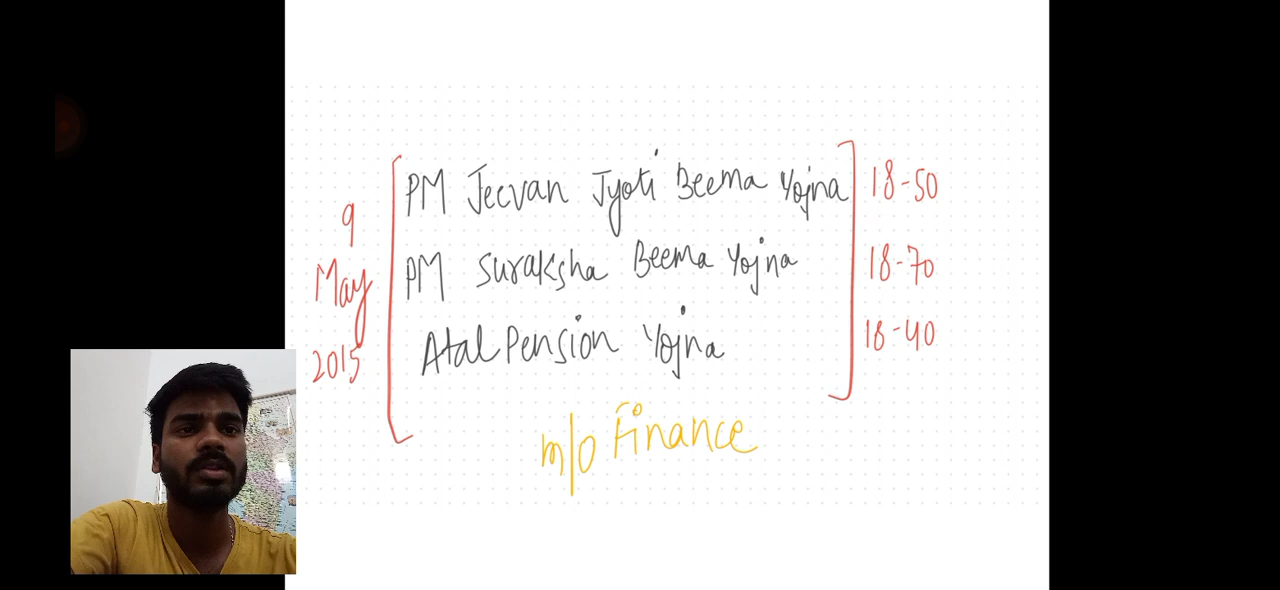 PM Jeevan Jyoti Beema Yojna 18-50
9
May
2015
PM Suraksha Beema Yojna 18-70
Atal Pension Yojna 18-40
m/o Finance